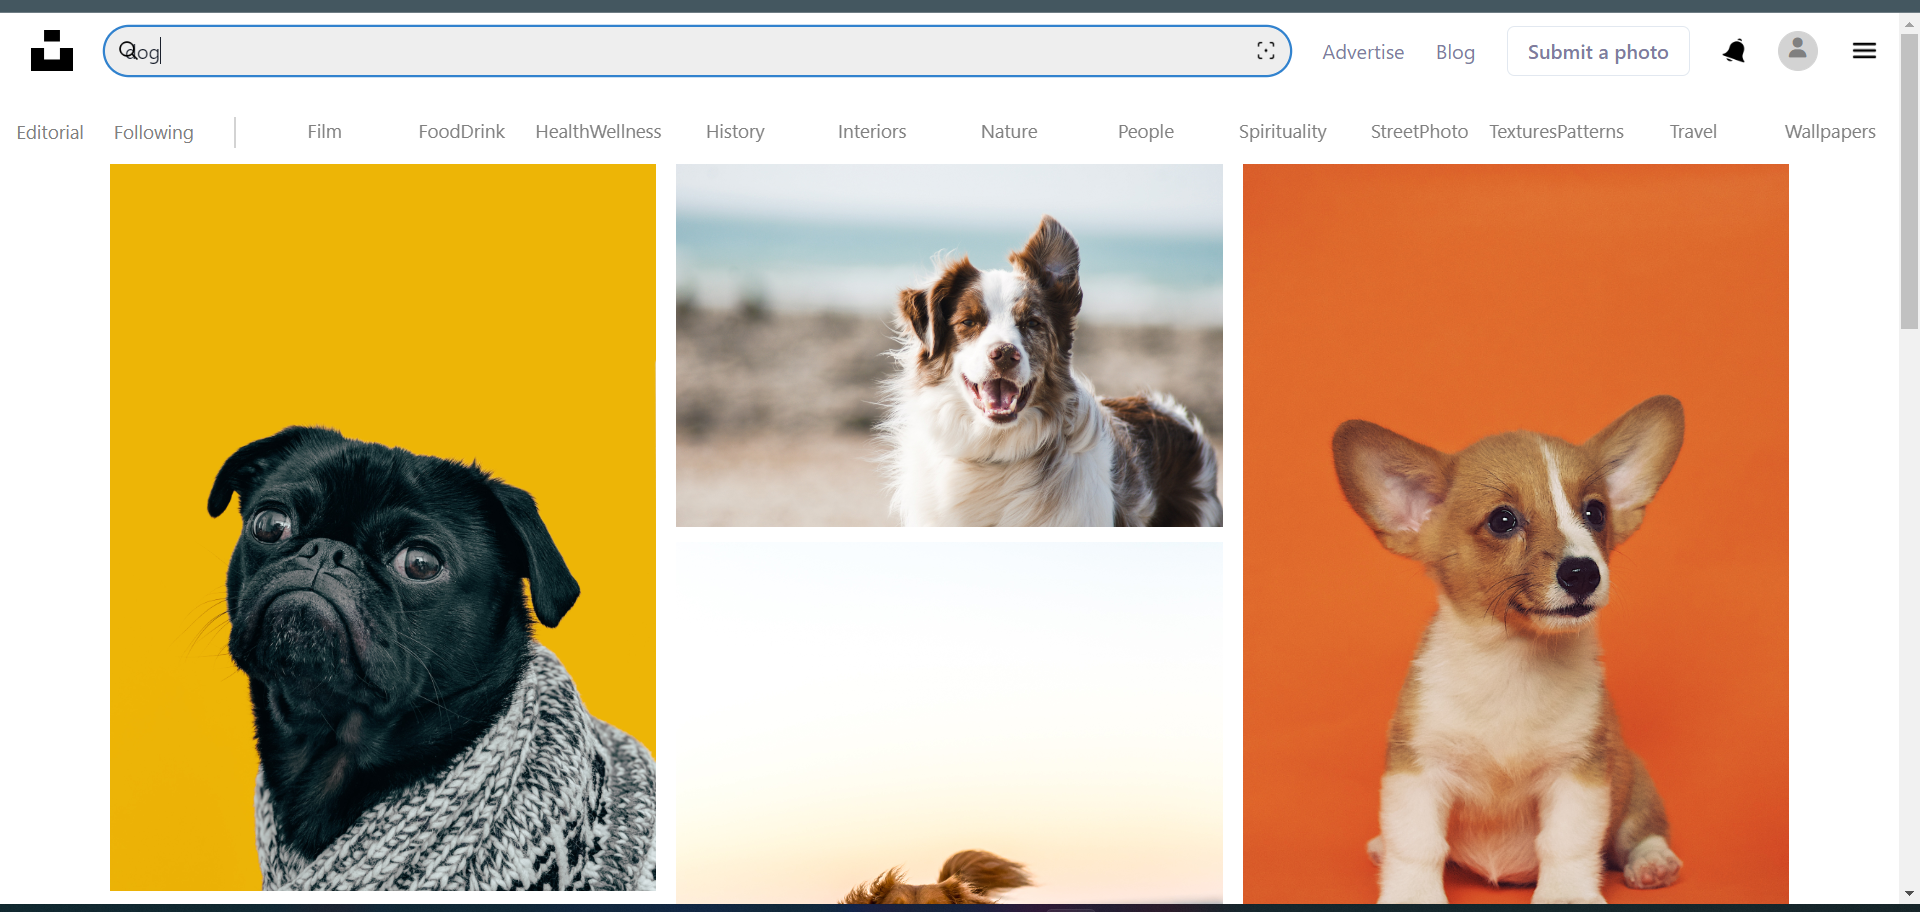 dog
Advertise
Blog
Submit a photo
Editorial
Following
Film
FoodDrink
HealthWellness
History
Interiors
Nature
People
Spirituality
StreetPhoto
TexturesPatterns
Travel
Wallpapers